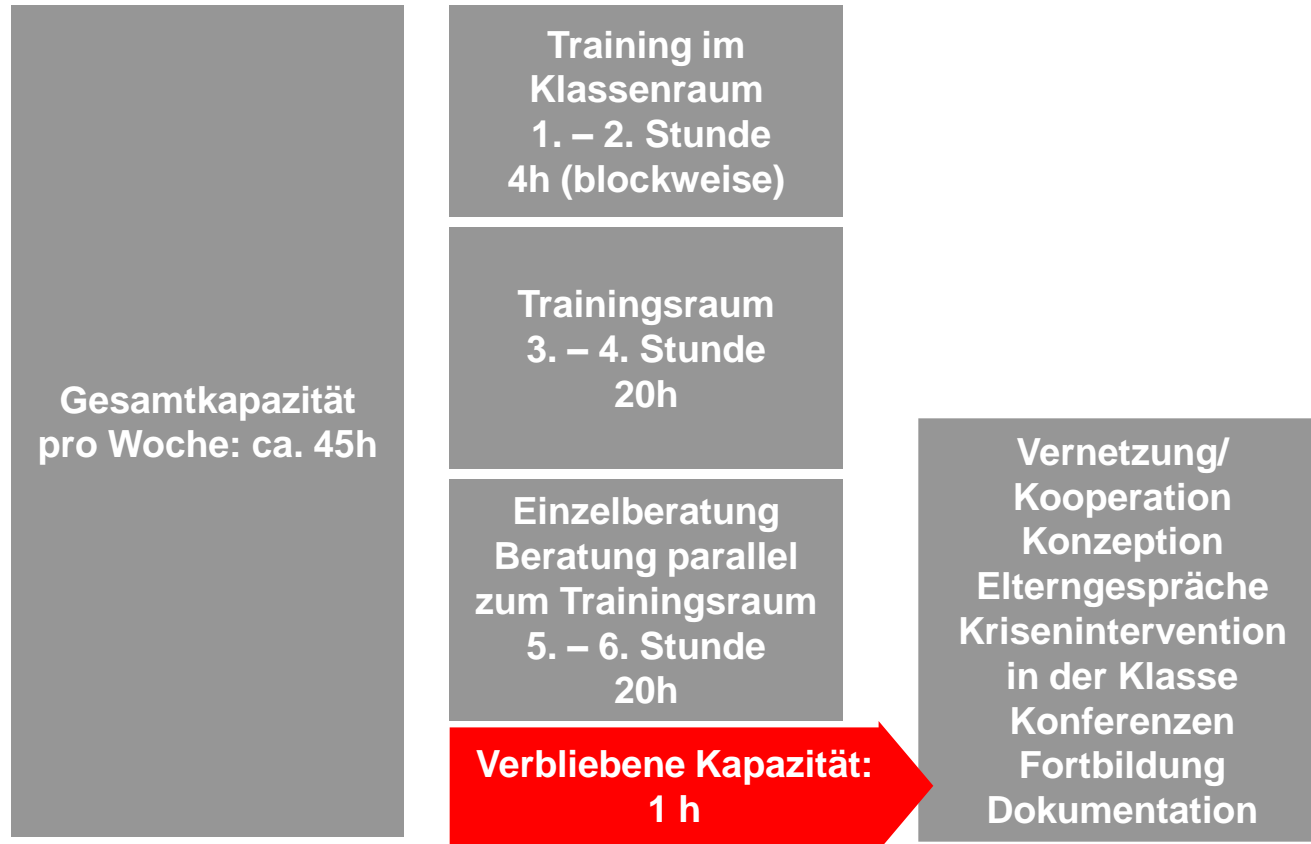 Gesamtkapazität
pro Woche: ca. 45h
Training im
Klassenraum
1. – 2. Stunde
4h (blockweise)
Trainingsraum
3. – 4. Stunde
20h
Einzelberatung
Beratung parallel
zum Trainingsraum
5. – 6. Stunde
20h
Verbliebene Kapazität:
1 h
Vernetzung/
Kooperation
Konzeption
Elterngespräche
Krisenintervention
in der Klasse
Konferenzen
Fortbildung
Dokumentation